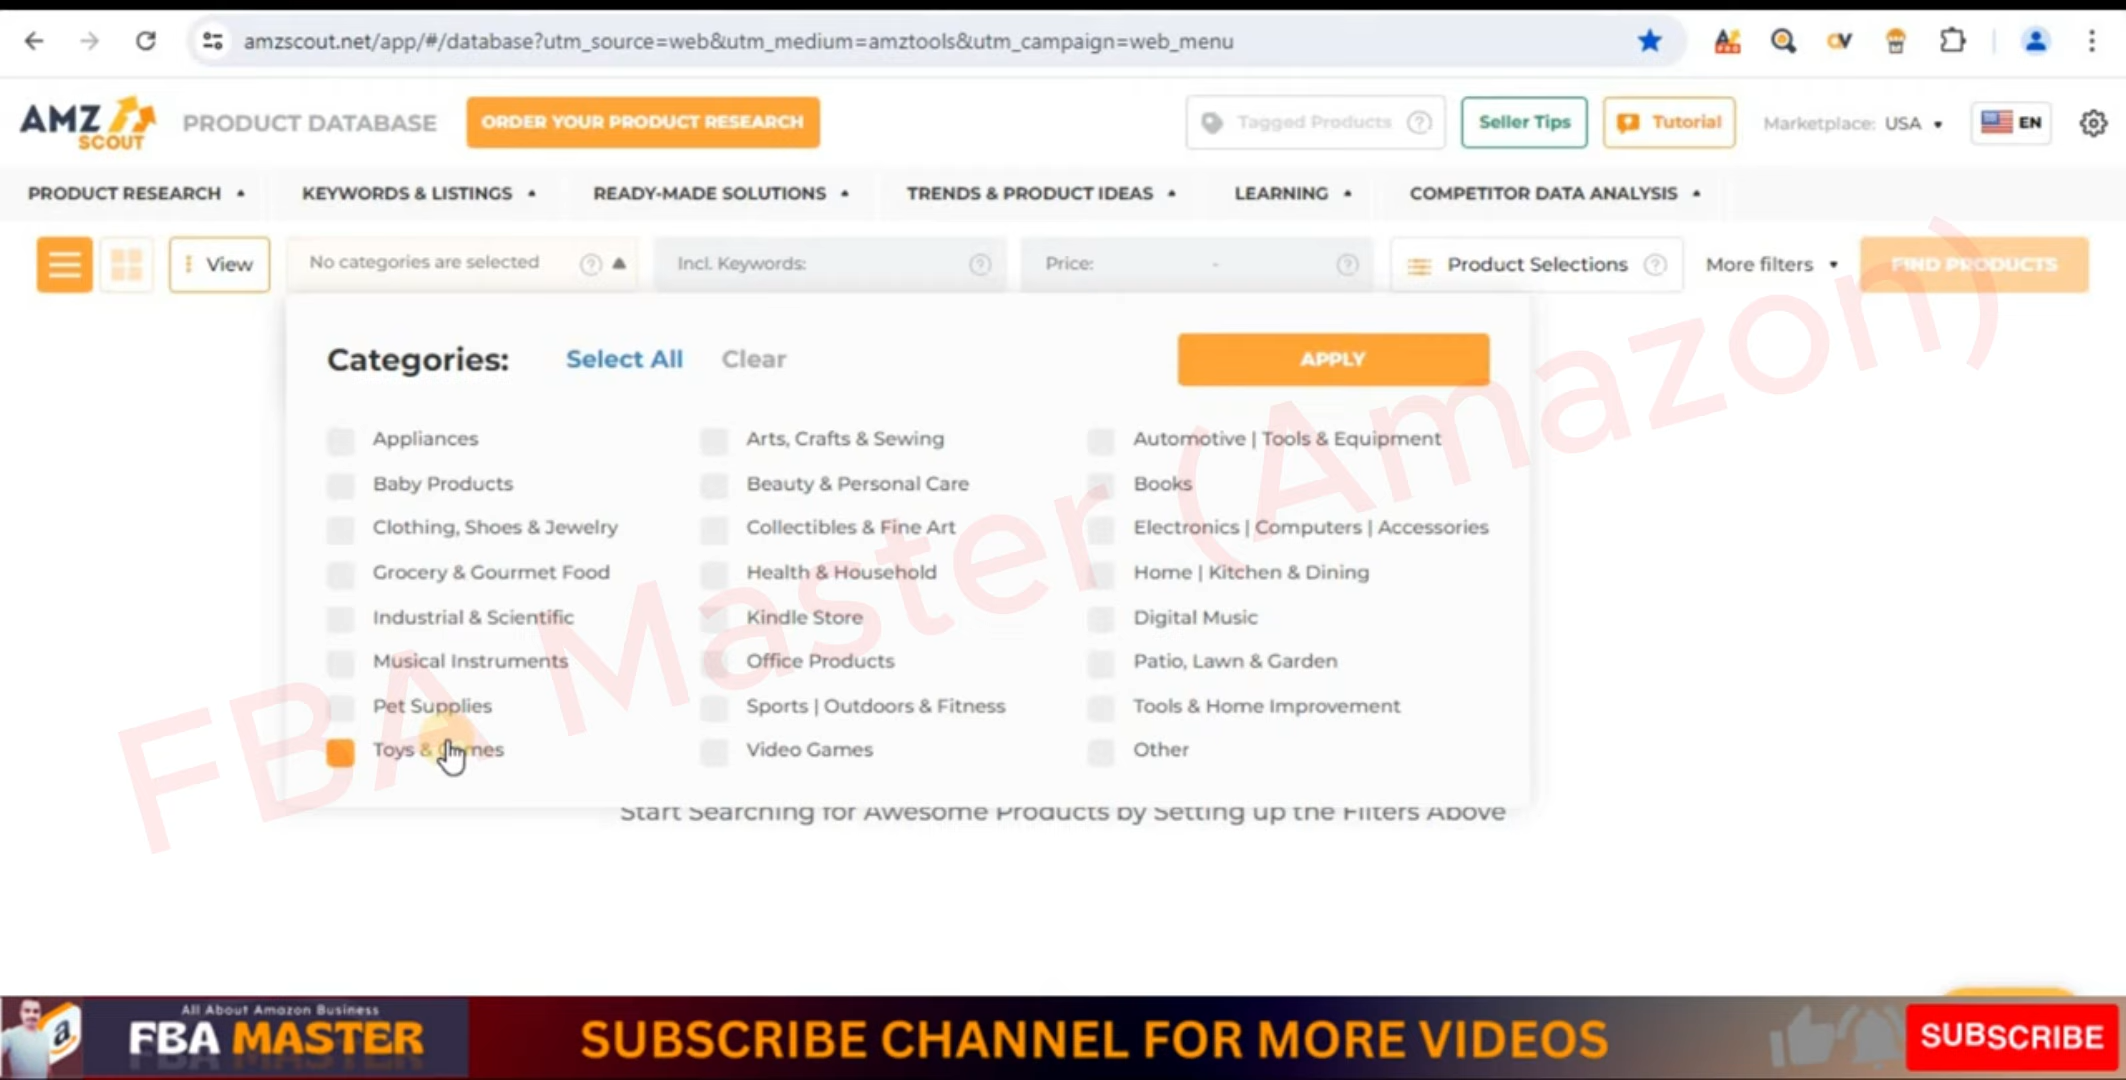 amzscout.net/app/#/database?utm_source=web&utm_medium=amztools&utm_campaign=web_menu
AMZ SCOUT PRODUCT DATABASE ORDER YOUR PRODUCT RESEARCH Tagged Products ? Seller Tips Tutorial Marketplace: USA EN
PRODUCT RESEARCH KEYWORDS & LISTINGS READY-MADE SOLUTIONS TRENDS & PRODUCT IDEAS LEARNING COMPETITOR DATA ANALYSIS
View No categories are selected ? Incl. Keywords: ? Price: - ? Product Selections ? More filters FIND PRODUCTS
Categories: Select All Clear APPLY
Appliances Arts, Crafts & Sewing Automotive | Tools & Equipment
Baby Products Beauty & Personal Care Books
Clothing, Shoes & Jewelry Collectibles & Fine Art Electronics | Computers | Accessories
Grocery & Gourmet Food Health & Household Home | Kitchen & Dining
Industrial & Scientific Kindle Store Digital Music
Musical Instruments Office Products Patio, Lawn & Garden
Pet Supplies Sports | Outdoors & Fitness Tools & Home Improvement
Toys & Games Video Games Other
Start Searching for Awesome Products by Setting up the Filters Above
FBA Master (Amazon)
All About Amazon Business
FBA MASTER SUBSCRIBE CHANNEL FOR MORE VIDEOS SUBSCRIBE